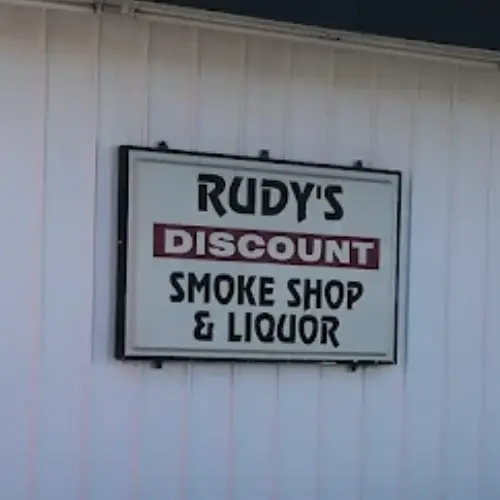 RUDY'S
DISCOUNT
SMOKE SHOP
& LIQUOR